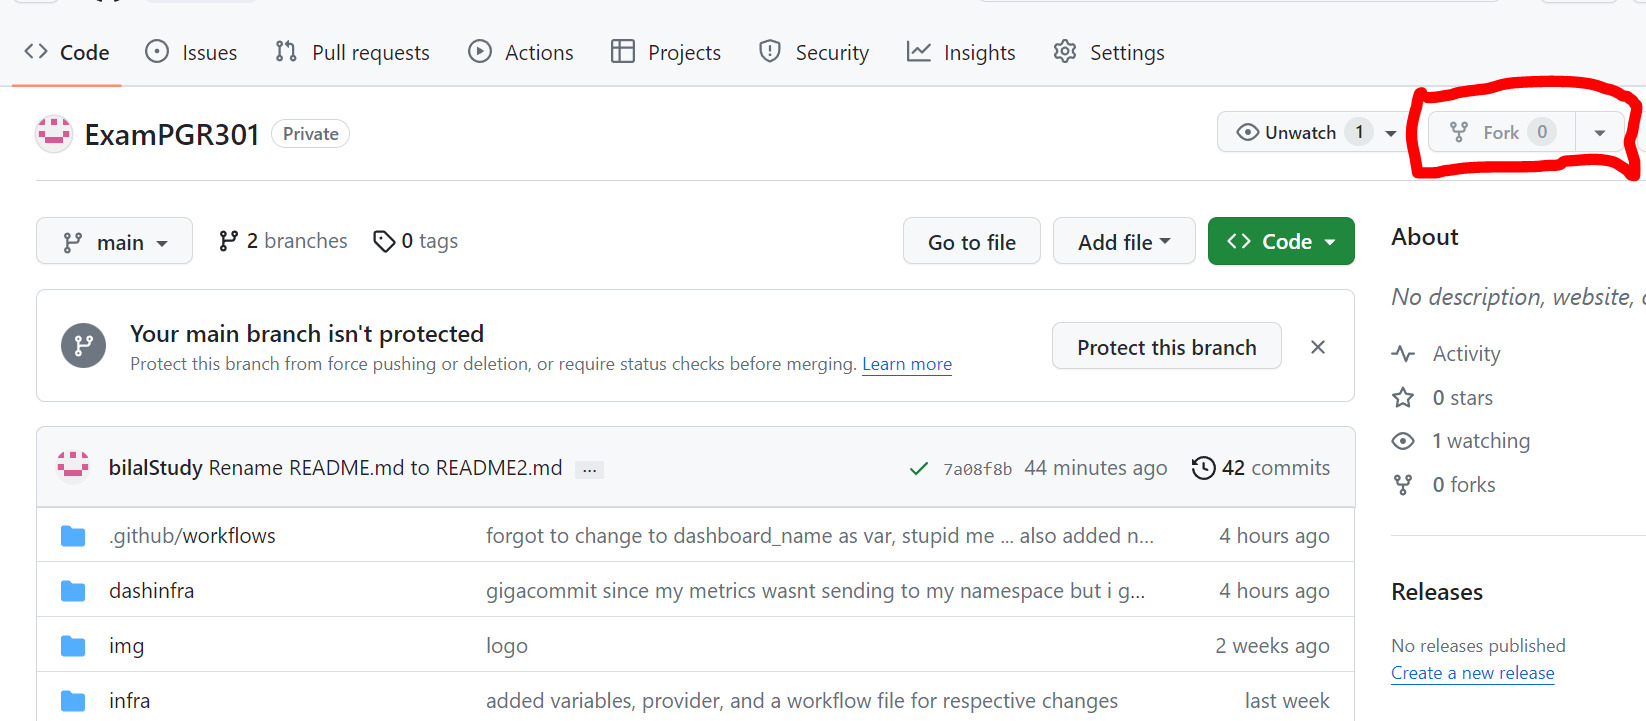 Code Issues Pull requests Actions Projects Security Insights Settings
ExamPGR301 Private
Unwatch 1 Fork 0
main 2 branches 0 tags Go to file Add file Code
About
No description, website,
Your main branch isn't protected
Protect this branch from force pushing or deletion, or require status checks before merging. Learn more
Protect this branch
Activity
0 stars
1 watching
0 forks
bilalStudy Rename README.md to README2.md ... 7a08f8b 44 minutes ago 42 commits
.github/workflows forgot to change to dashboard_name as var, stupid me ... also added n... 4 hours ago
dashinfra gigacommit since my metrics wasnt sending to my namespace but i g... 4 hours ago
img logo 2 weeks ago
infra added variables, provider, and a workflow file for respective changes last week
Releases
No releases published
Create a new release